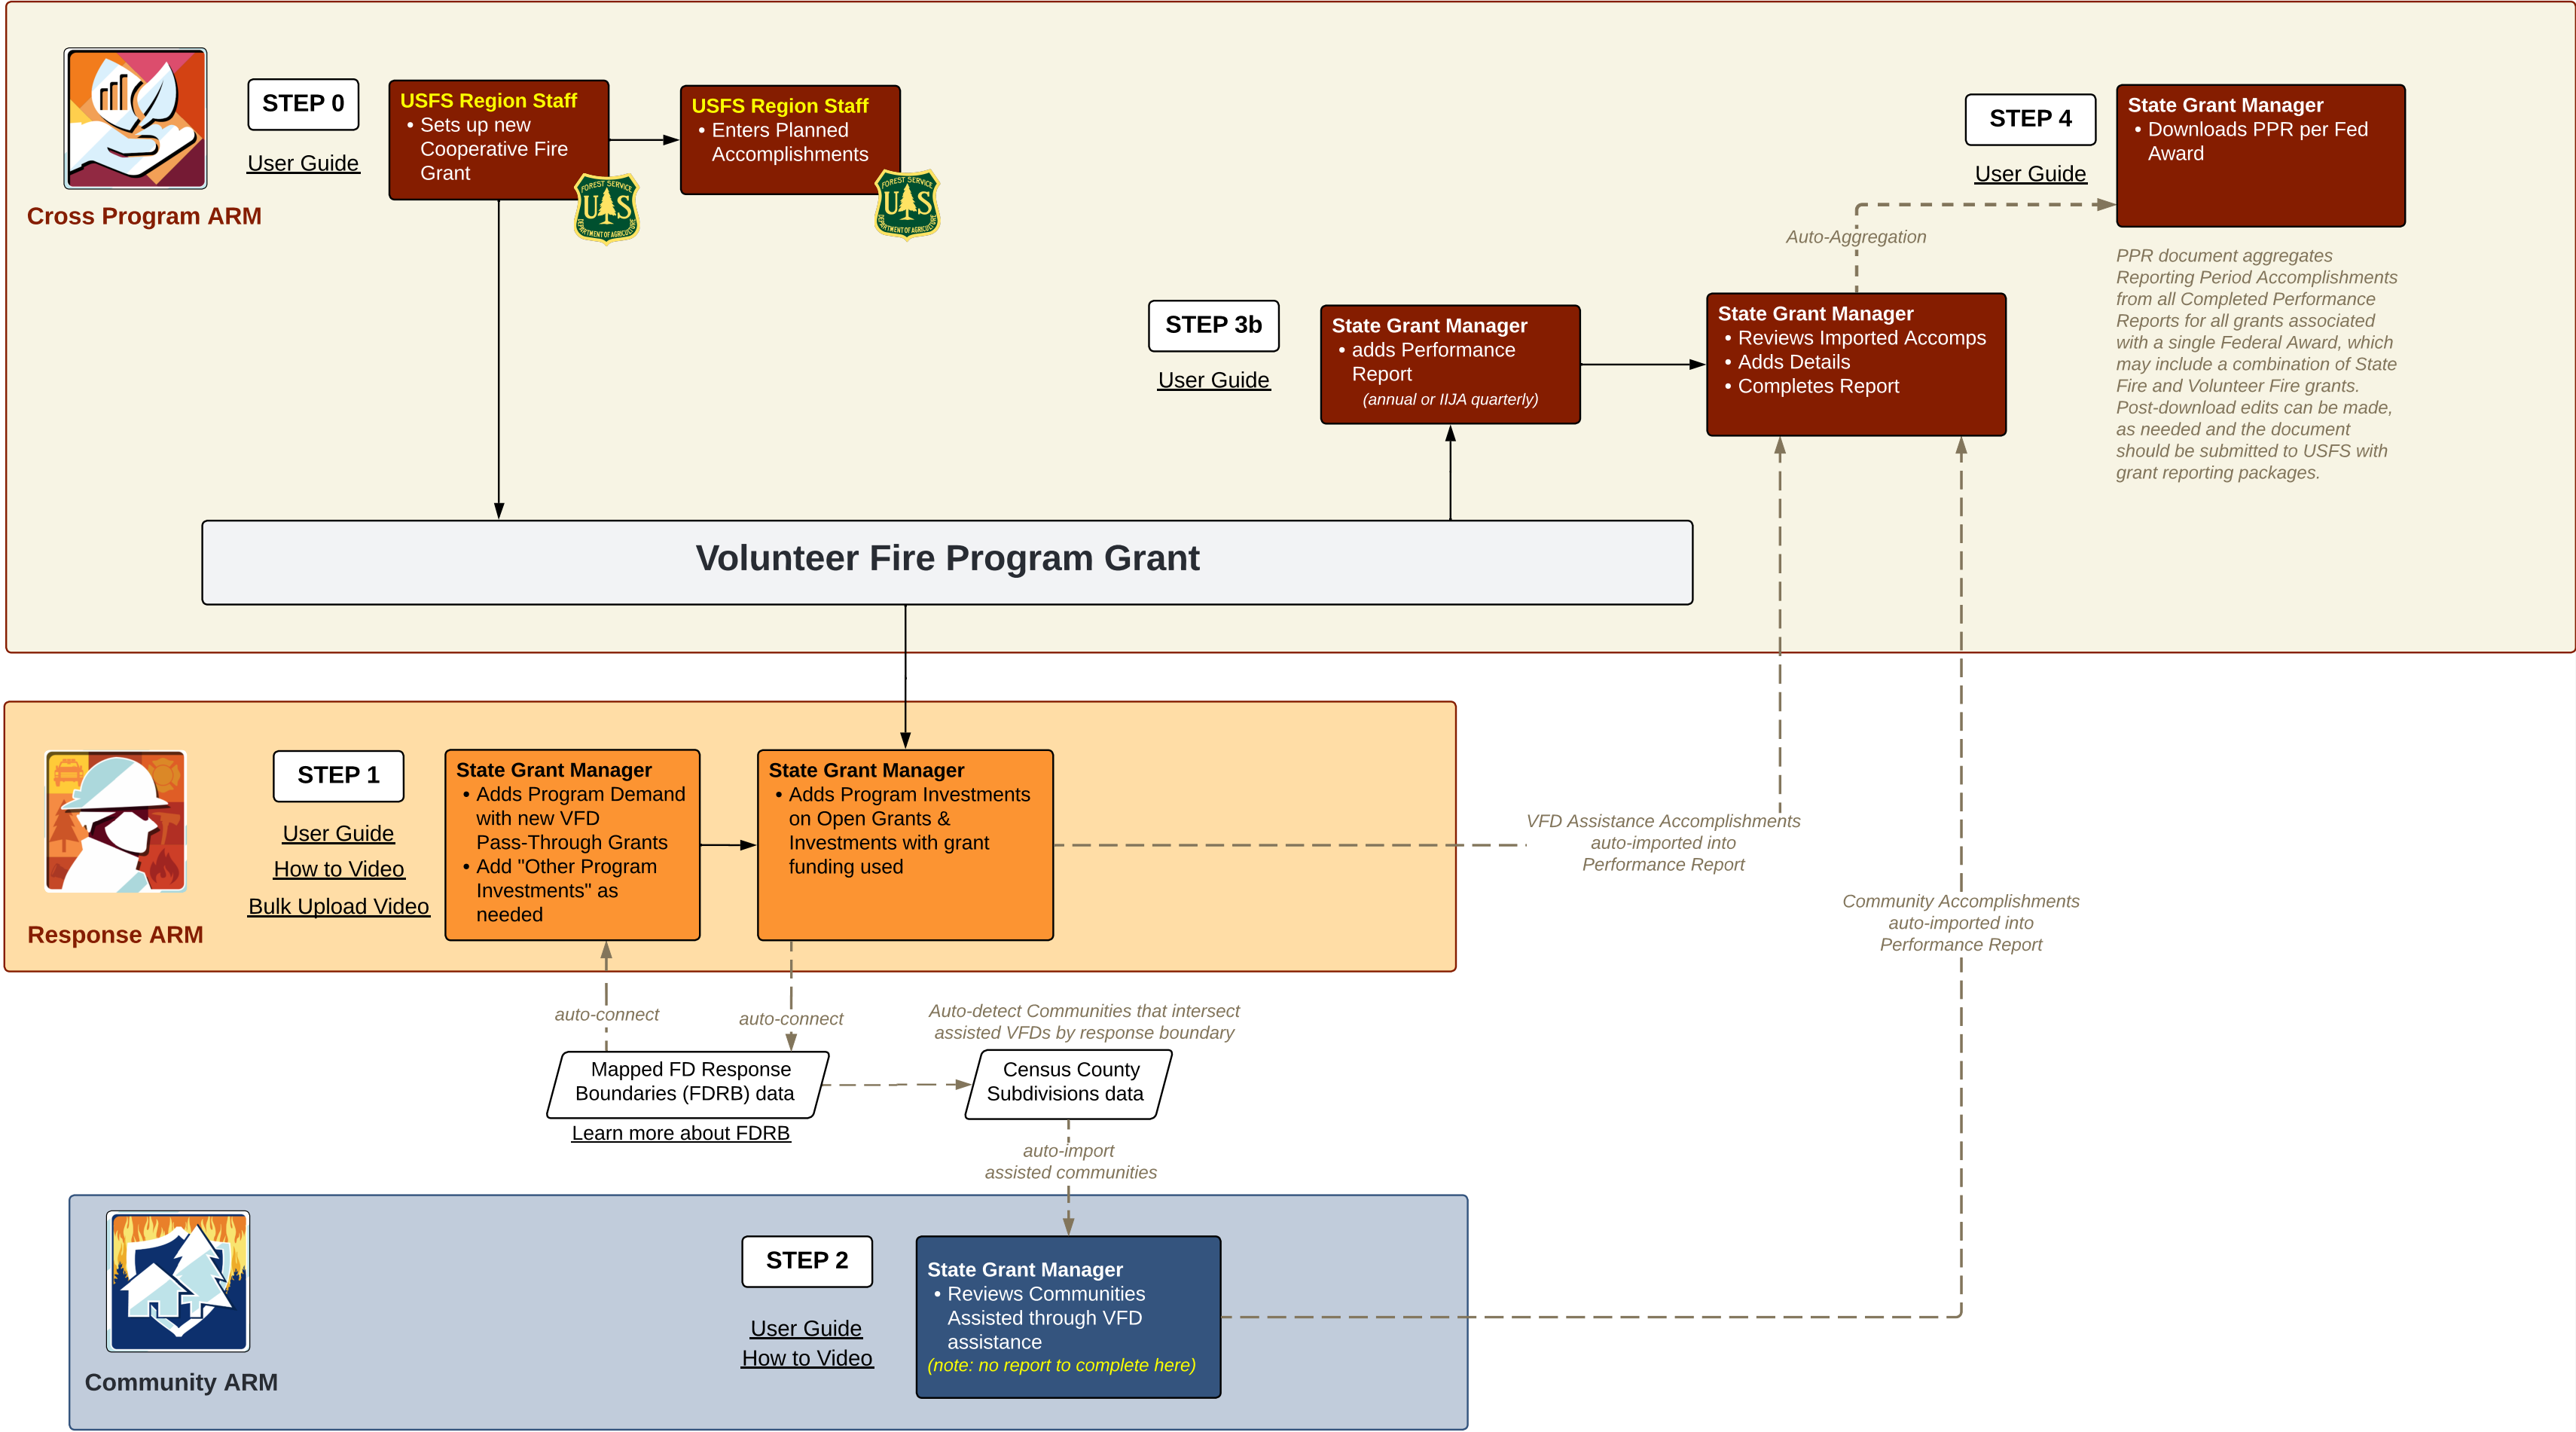 STEP 0
User Guide
Cross Program ARM
USFS Region Staff
• Sets up new
Cooperative Fire
Grant
FOREST SERVICE
U S
DEPARTMENT OF AGRICULTURE
USFS Region Staff
• Enters Planned
Accomplishments
FOREST SERVICE
U S
DEPARTMENT OF AGRICULTURE
STEP 4
User Guide
State Grant Manager
• Downloads PPR per Fed
Award
Auto-Aggregation
PPR document aggregates
Reporting Period Accomplishments
from all Completed Performance
Reports for all grants associated
with a single Federal Award, which
may include a combination of State
Fire and Volunteer Fire grants.
Post-download edits can be made,
as needed and the document
should be submitted to USFS with
grant reporting packages.
STEP 3b
User Guide
State Grant Manager
• adds Performance
Report
(annual or IIJA quarterly)
State Grant Manager
• Reviews Imported Accomps
• Adds Details
• Completes Report
Volunteer Fire Program Grant
Response ARM
STEP 1
User Guide
How to Video
Bulk Upload Video
State Grant Manager
• Adds Program Demand
with new VFD
Pass-Through Grants
• Add "Other Program
Investments" as
needed
State Grant Manager
• Adds Program Investments
on Open Grants &
Investments with grant
funding used
VFD Assistance Accomplishments
auto-imported into
Performance Report
Community Accomplishments
auto-imported into
Performance Report
auto-connect
auto-connect
Auto-detect Communities that intersect
assisted VFDs by response boundary
Mapped FD Response
Boundaries (FDRB) data
Learn more about FDRB
Census County
Subdivisions data
auto-import
assisted communities
Community ARM
STEP 2
User Guide
How to Video
State Grant Manager
• Reviews Communities
Assisted through VFD
assistance
(note: no report to complete here)